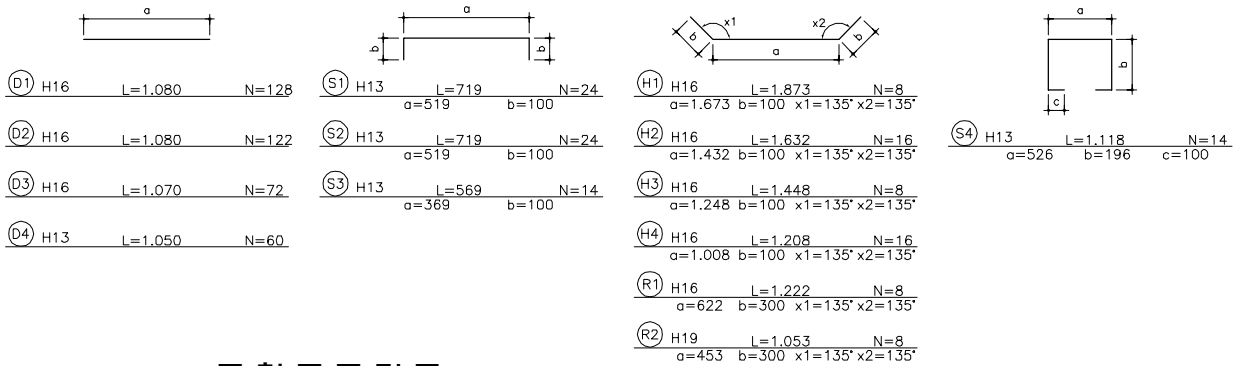 a
D1 H16 L=1.080 N=128
D2 H16 L=1.080 N=122
D3 H16 L=1.070 N=72
D4 H13 L=1.050 N=60
a
b b
S1 H13 L=719 N=24
a=519 b=100
S2 H13 L=719 N=24
a=519 b=100
S3 H13 L=569 N=14
a=369 b=100
x1 x2
b b
a
H1 H16 L=1.873 N=8
a=1.673 b=100 x1=135° x2=135°
H2 H16 L=1.632 N=16
a=1.432 b=100 x1=135° x2=135°
H3 H16 L=1.448 N=8
a=1.248 b=100 x1=135° x2=135°
H4 H16 L=1.208 N=16
a=1.008 b=100 x1=135° x2=135°
R1 H16 L=1.222 N=8
a=622 b=300 x1=135° x2=135°
R2 H19 L=1.053 N=8
a=453 b=300 x1=135° x2=135°
a
b
c
S4 H13 L=1.118 N=14
a=526 b=196 c=100